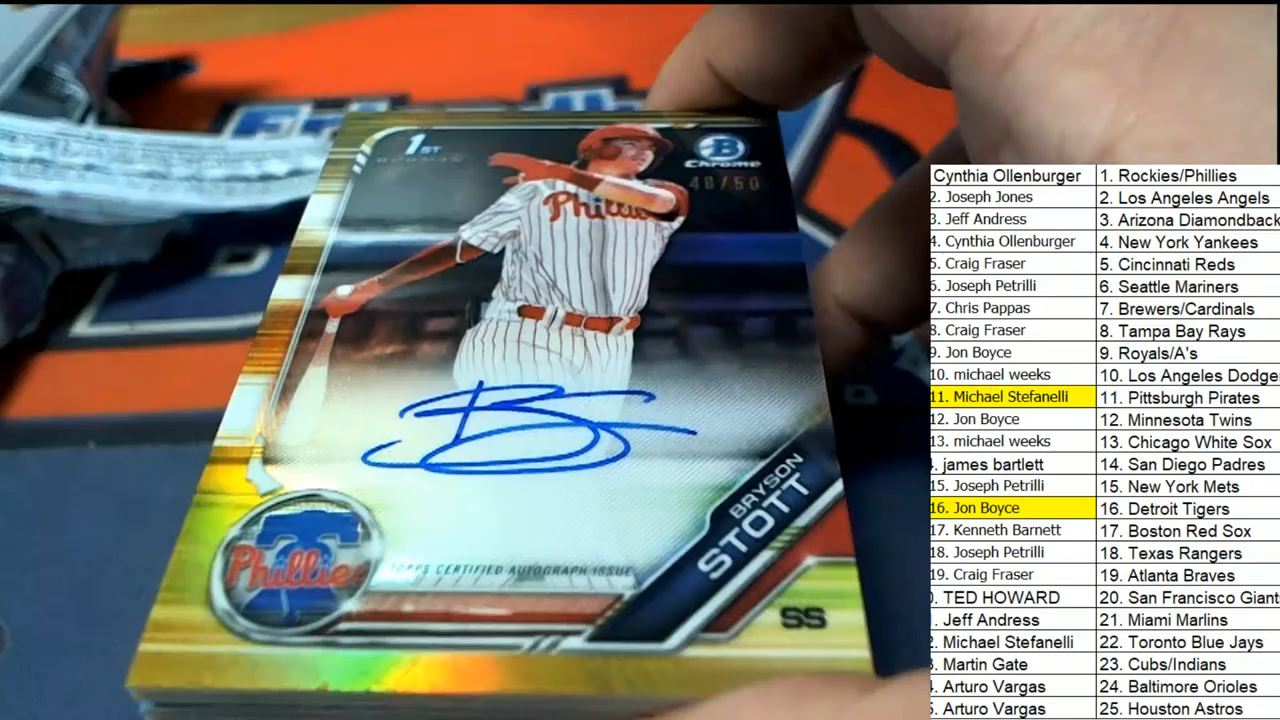 1ST
BOWMAN
B
Chrome
48/50
Phillies
BRYSON
STOTT
Phillies
TOPPS CERTIFIED AUTOGRAPH ISSUE
SS
Cynthia Ollenburger 1. Rockies/Phillies
2. Joseph Jones 2. Los Angeles Angels
3. Jeff Andress 3. Arizona Diamondback
4. Cynthia Ollenburger 4. New York Yankees
5. Craig Fraser 5. Cincinnati Reds
6. Joseph Petrilli 6. Seattle Mariners
7. Chris Pappas 7. Brewers/Cardinals
8. Craig Fraser 8. Tampa Bay Rays
9. Jon Boyce 9. Royals/A's
10. michael weeks 10. Los Angeles Dodge
11. Michael Stefanelli 11. Pittsburgh Pirates
12. Jon Boyce 12. Minnesota Twins
13. michael weeks 13. Chicago White Sox
4. james bartlett 14. San Diego Padres
15. Joseph Petrilli 15. New York Mets
16. Jon Boyce 16. Detroit Tigers
17. Kenneth Barnett 17. Boston Red Sox
18. Joseph Petrilli 18. Texas Rangers
19. Craig Fraser 19. Atlanta Braves
0. TED HOWARD 20. San Francisco Giant
. Jeff Andress 21. Miami Marlins
2. Michael Stefanelli 22. Toronto Blue Jays
3. Martin Gate 23. Cubs/Indians
4. Arturo Vargas 24. Baltimore Orioles
5. Arturo Vargas 25. Houston Astros